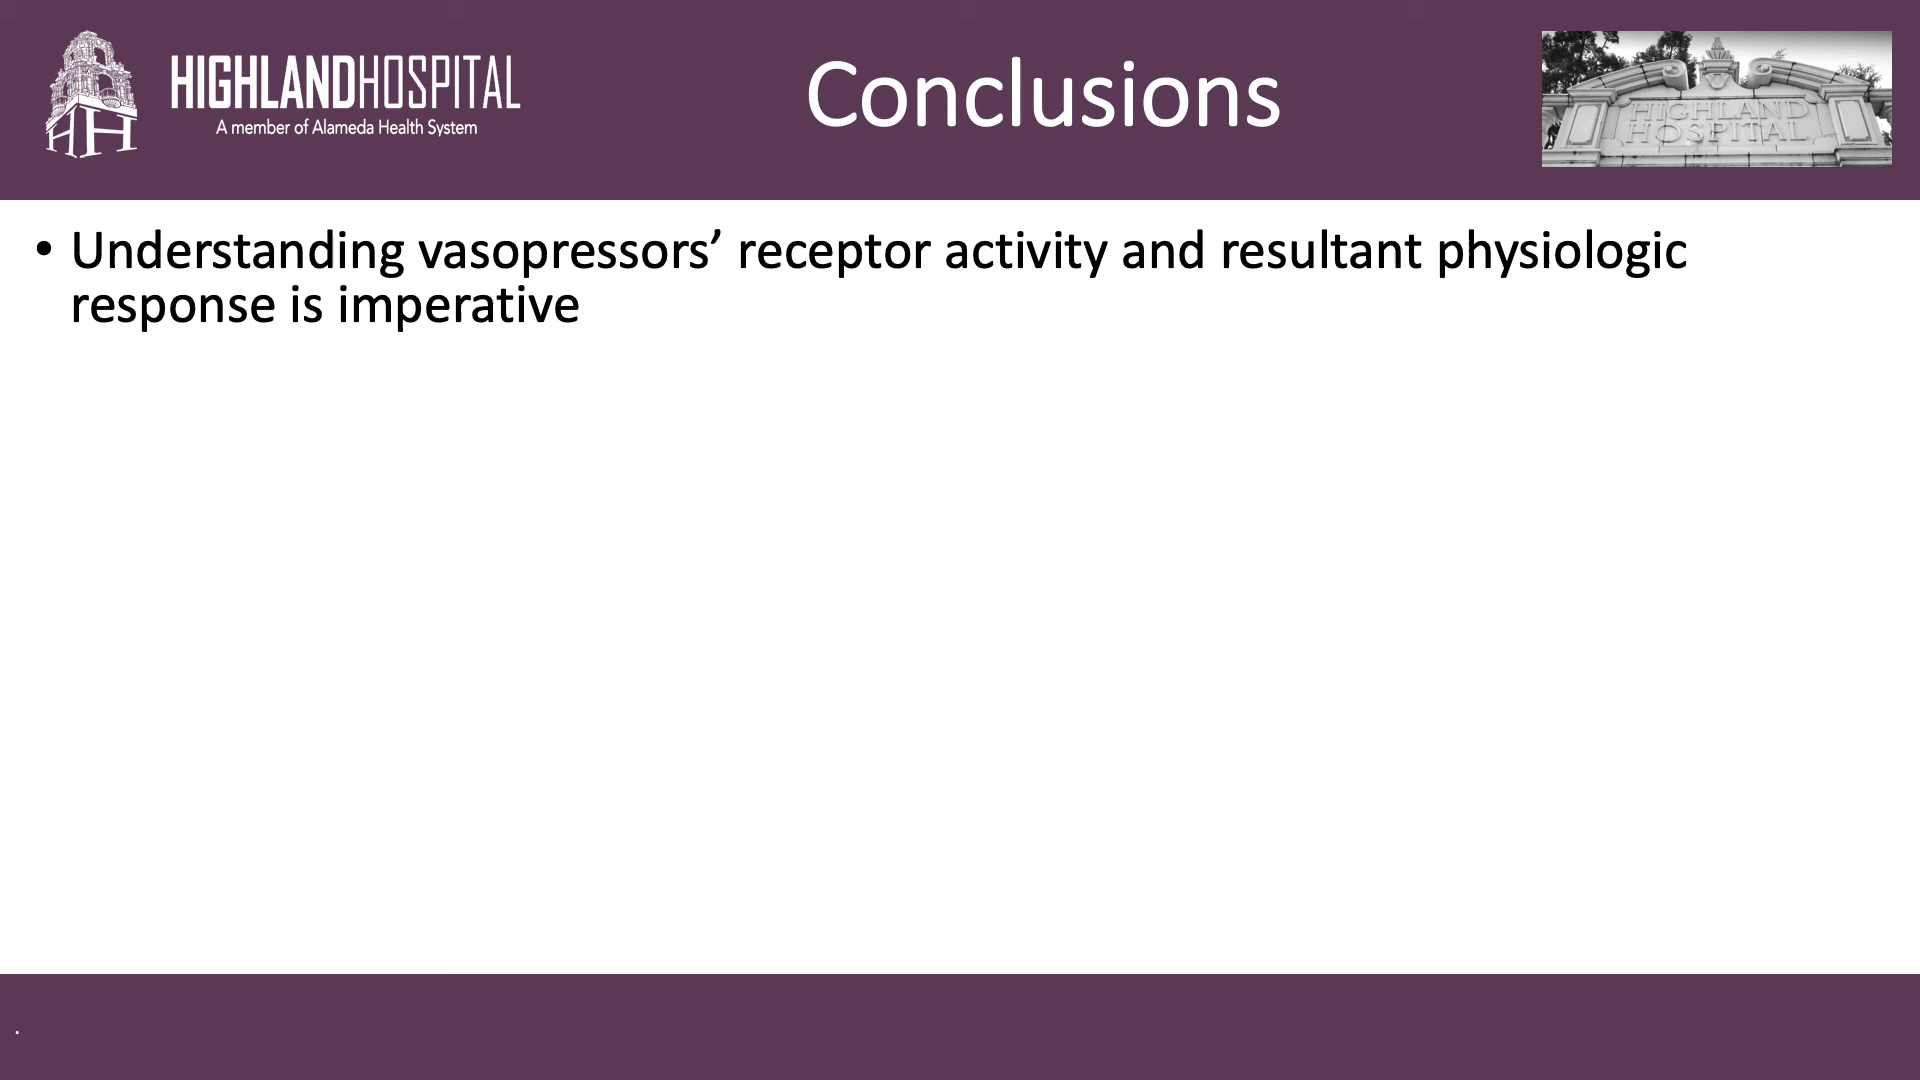 HIGHLANDHOSPITAL
A member of Alameda Health System
Conclusions
HIGHLAND
HOSPITAL
• Understanding vasopressors’ receptor activity and resultant physiologic
response is imperative
.